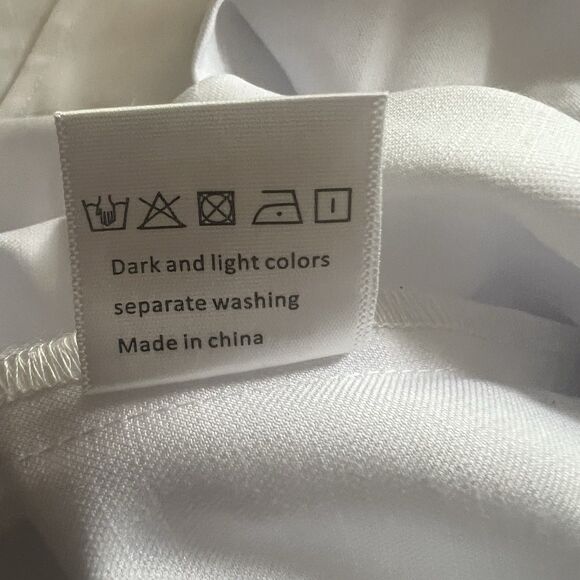 Dark and light colors
separate washing
Made in china